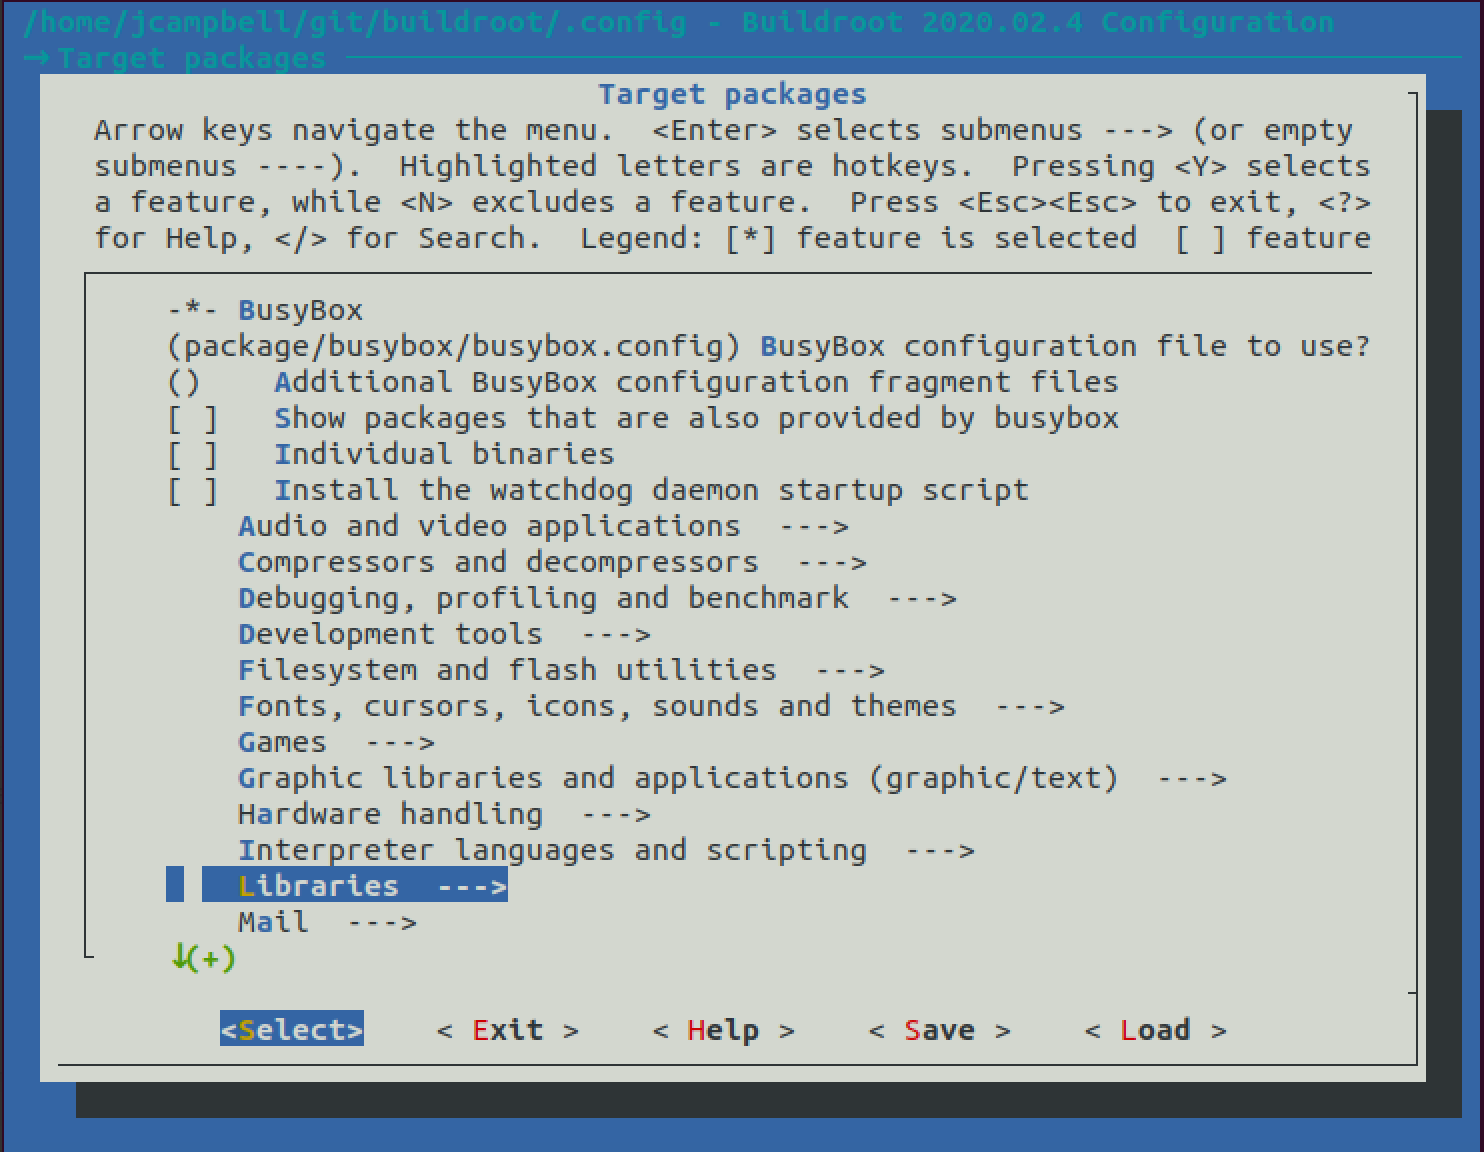 /home/jcampbell/git/buildroot/.config - Buildroot 2020.02.4 Configuration
→ Target packages
Target packages
Arrow keys navigate the menu.  <Enter> selects submenus ---> (or empty
submenus ----).  Highlighted letters are hotkeys.  Pressing <Y> selects
a feature, while <N> excludes a feature.  Press <Esc><Esc> to exit, <?>
for Help, </> for Search.  Legend: [*] feature is selected  [ ] feature
-*- BusyBox
(package/busybox/busybox.config) BusyBox configuration file to use?
()    Additional BusyBox configuration fragment files
[ ]   Show packages that are also provided by busybox
[ ]   Individual binaries
[ ]   Install the watchdog daemon startup script
Audio and video applications  --->
Compressors and decompressors  --->
Debugging, profiling and benchmark  --->
Development tools  --->
Filesystem and flash utilities  --->
Fonts, cursors, icons, sounds and themes  --->
Games  --->
Graphic libraries and applications (graphic/text)  --->
Hardware handling  --->
Interpreter languages and scripting  --->
Libraries  --->
Mail  --->
↓(+)
<Select>    < Exit >    < Help >    < Save >    < Load >